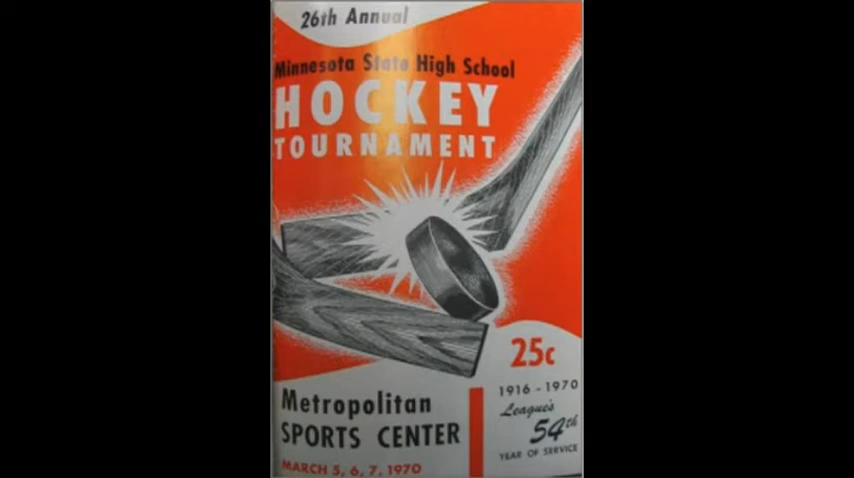 26th Annual
Minnesota State High School
HOCKEY
TOURNAMENT
25c
1916 - 1970
League's
54th
YEAR OF SERVICE
Metropolitan
SPORTS CENTER
MARCH 5, 6, 7, 1970